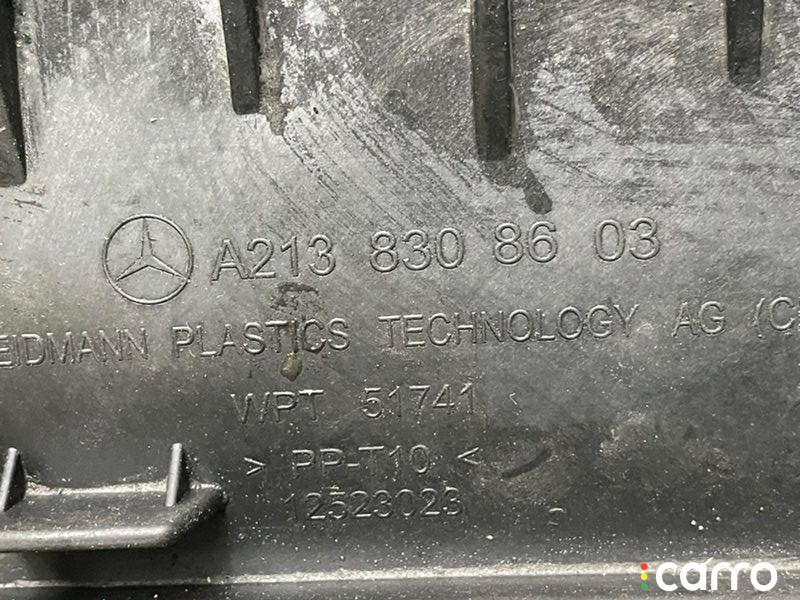 A213 830 86 03
EIDMANN PLASTICS TECHNOLOGY AG (C
WPT 51741
> PP-T10 <
12523023
carro